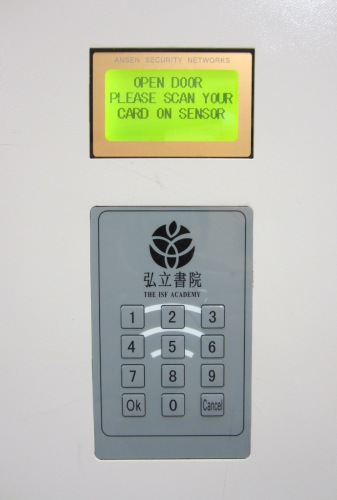 ANSEN SECURITY NETWORKS
OPEN DOOR
PLEASE SCAN YOUR
CARD ON SENSOR
弘立書院
THE ISF ACADEMY
1 2 3
4 5 6
7 8 9
Ok 0 Cancel